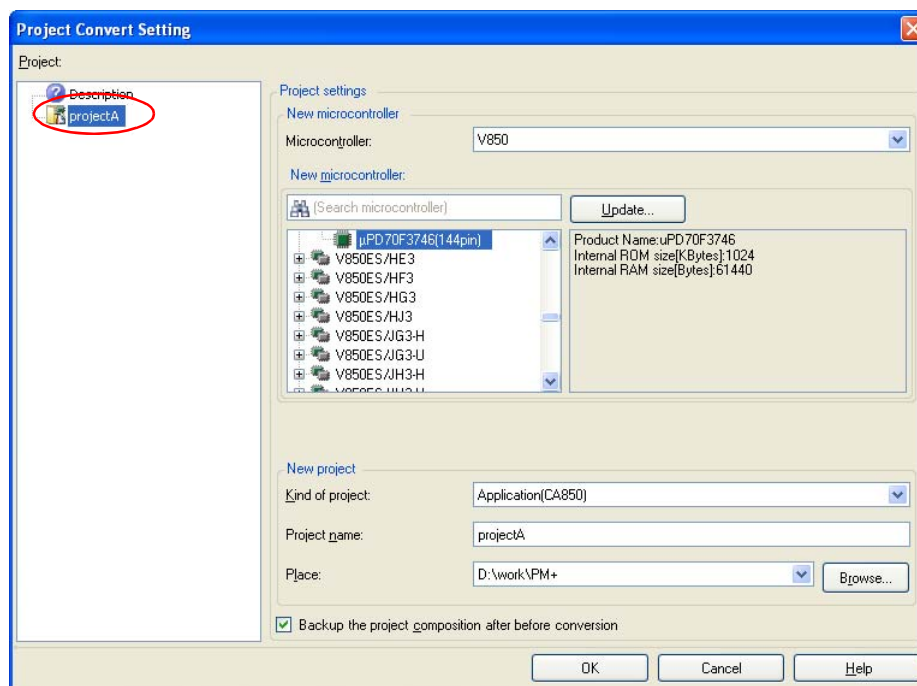 Project Convert Setting
Project:
Description
projectA
Project settings
New microcontroller
Microcontroller:
V850
New microcontroller:
(Search microcontroller)
Update...
µPD70F3746(144pin)
V850ES/HE3
V850ES/HF3
V850ES/HG3
V850ES/HJ3
V850ES/JG3-H
V850ES/JG3-U
V850ES/JH3-H
Product Name:uPD70F3746
Internal ROM size[KBytes]:1024
Internal RAM size[Bytes]:61440
New project
Kind of project:
Application(CA850)
Project name:
projectA
Place:
D:\work\PM+
Browse...
Backup the project composition after before conversion
OK
Cancel
Help